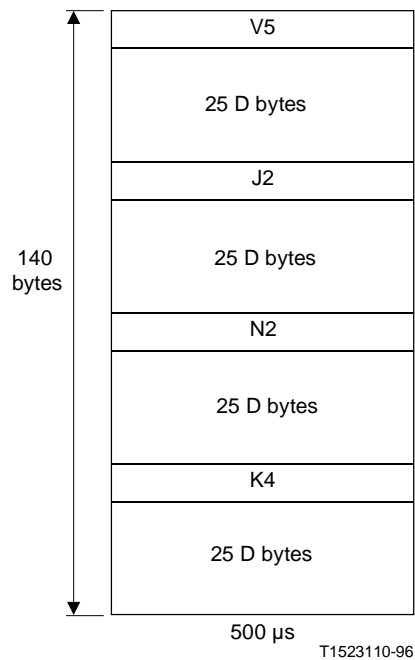 V5
25 D bytes
J2
140
bytes
25 D bytes
N2
25 D bytes
K4
25 D bytes
500 µs
T1523110-96